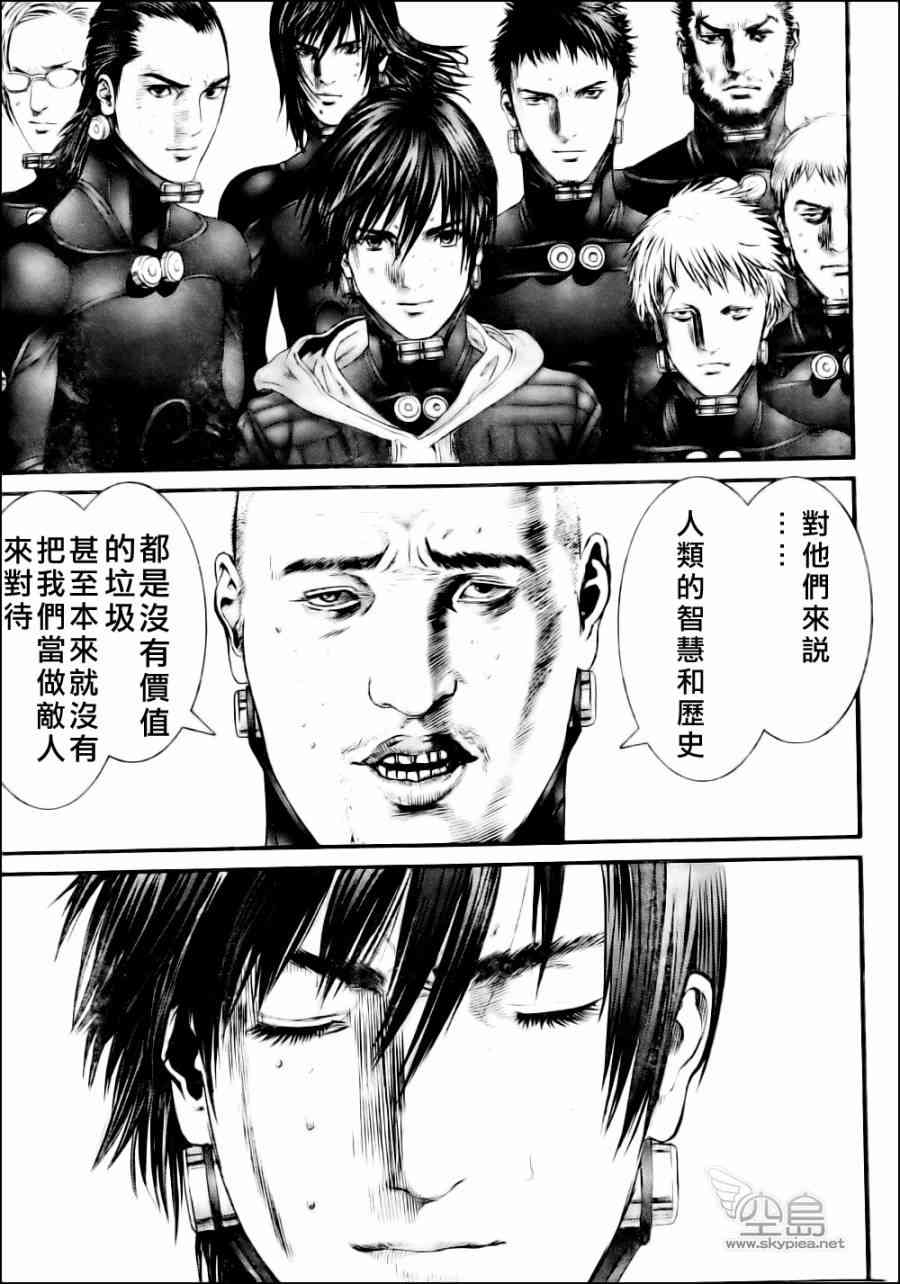 對他們來説
……
人類的智慧和歷史
都是沒有價值
的垃圾
甚至本來就沒有
把我們當做敵人
來對待
空島
www.skypiea.net